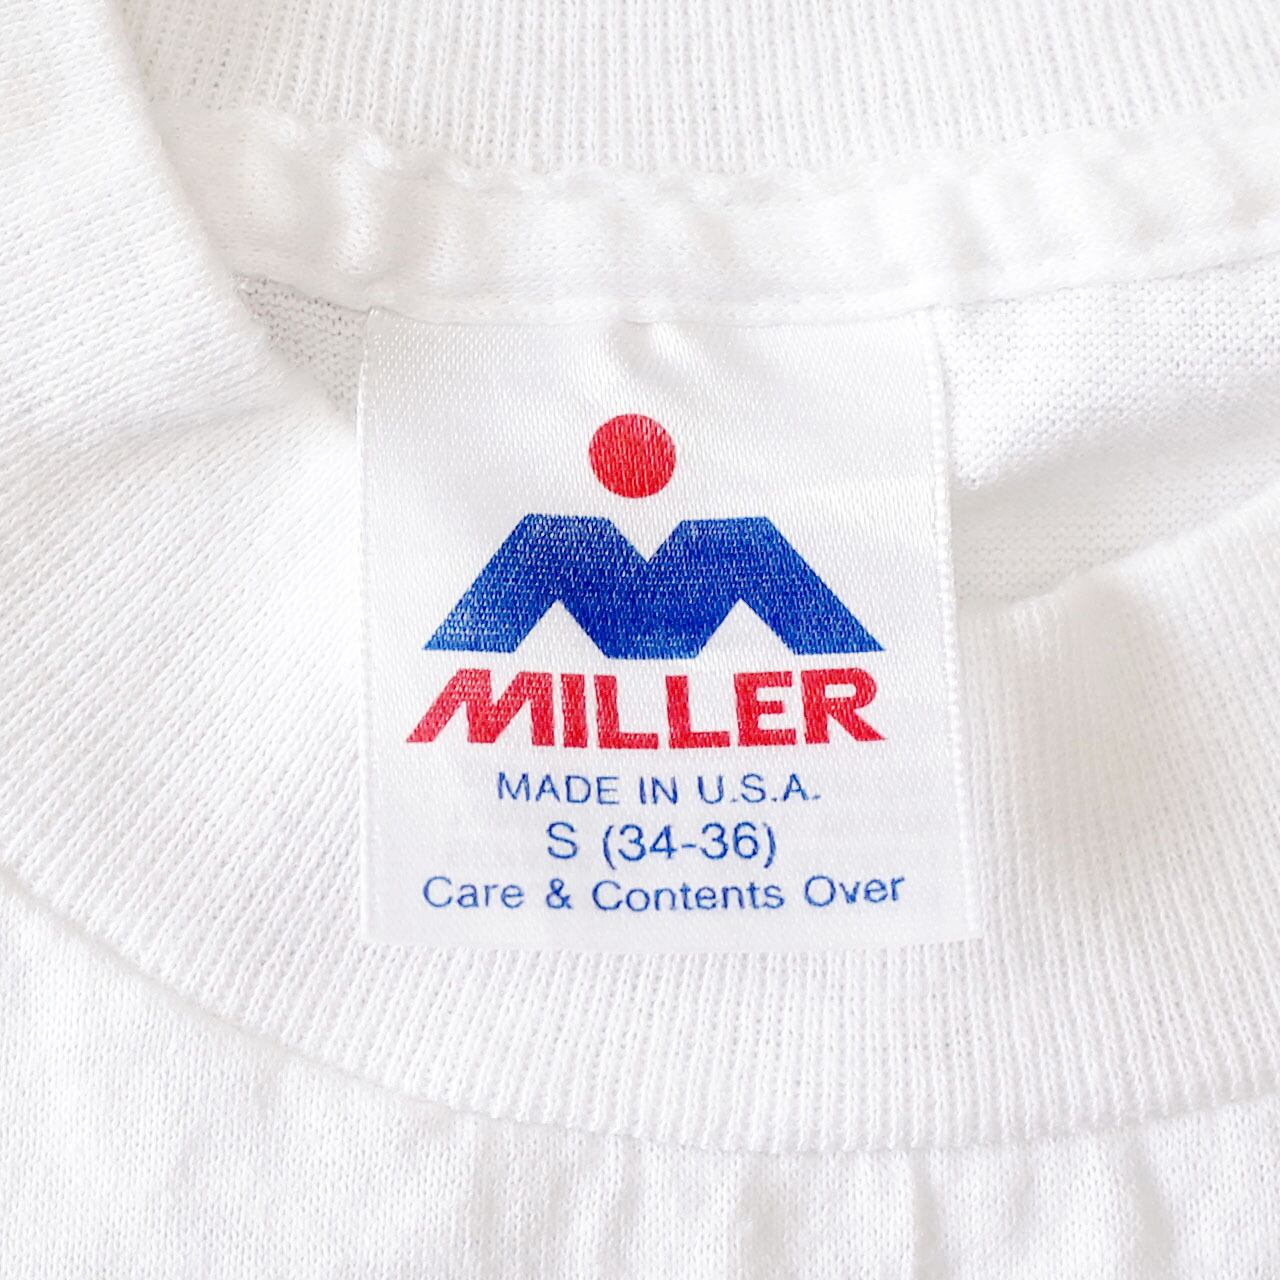 MILLER
MADE IN U.S.A.
S (34-36)
Care & Contents Over